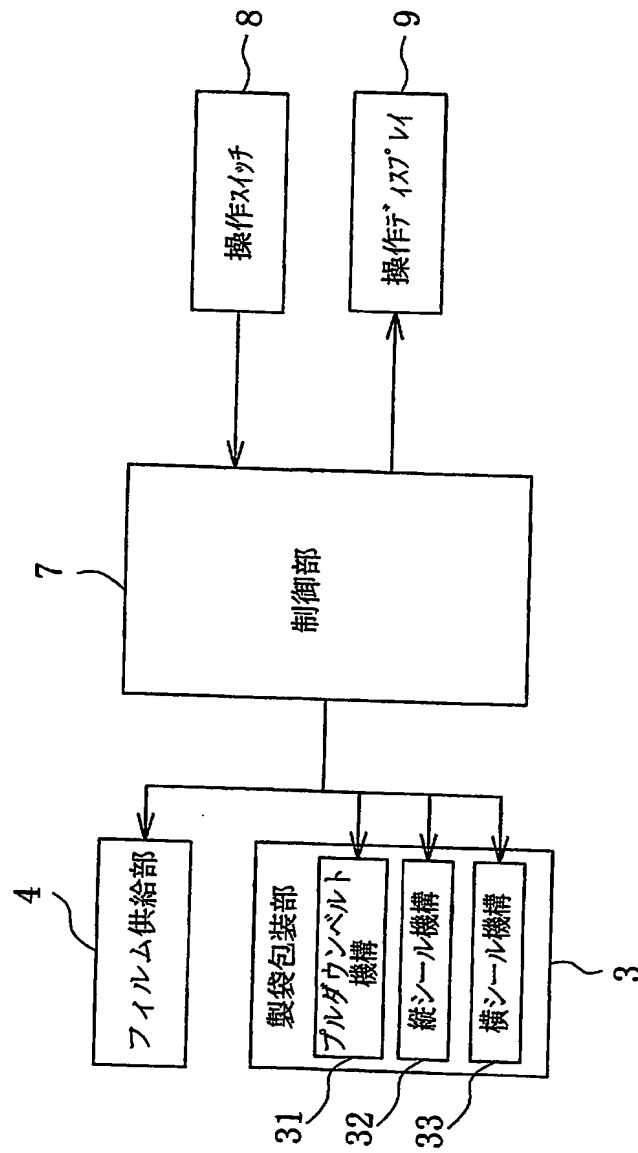 8
操作スイッチ
9
操作ディスプレイ
7
制御部
4
フィルム供給部
製袋包装部
プルダウンベルト
機構
31
縦シール機構
32
横シール機構
33
3